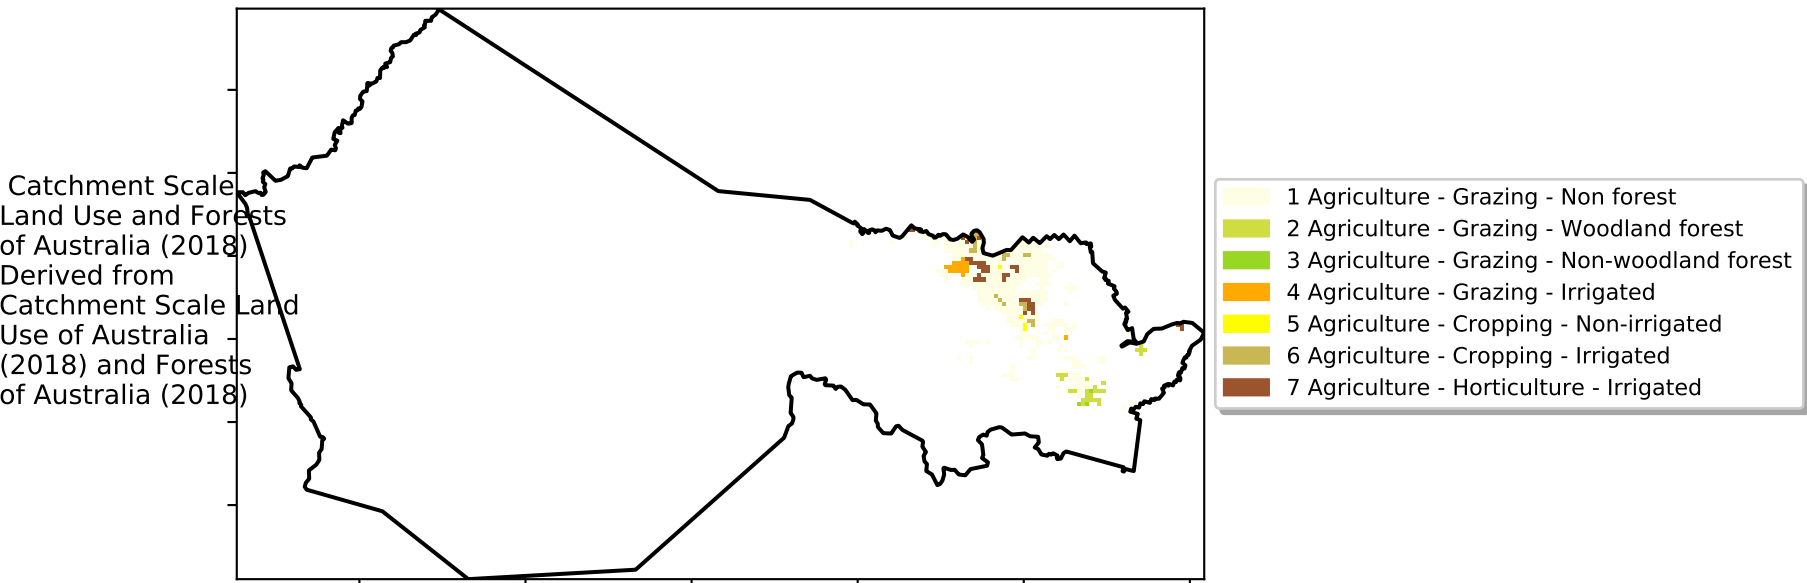 Catchment Scale
Land Use and Forests
of Australia (2018)
Derived from
Catchment Scale Land
Use of Australia
(2018) and Forests
of Australia (2018)
1 Agriculture - Grazing - Non forest
2 Agriculture - Grazing - Woodland forest
3 Agriculture - Grazing - Non-woodland forest
4 Agriculture - Grazing - Irrigated
5 Agriculture - Cropping - Non-irrigated
6 Agriculture - Cropping - Irrigated
7 Agriculture - Horticulture - Irrigated